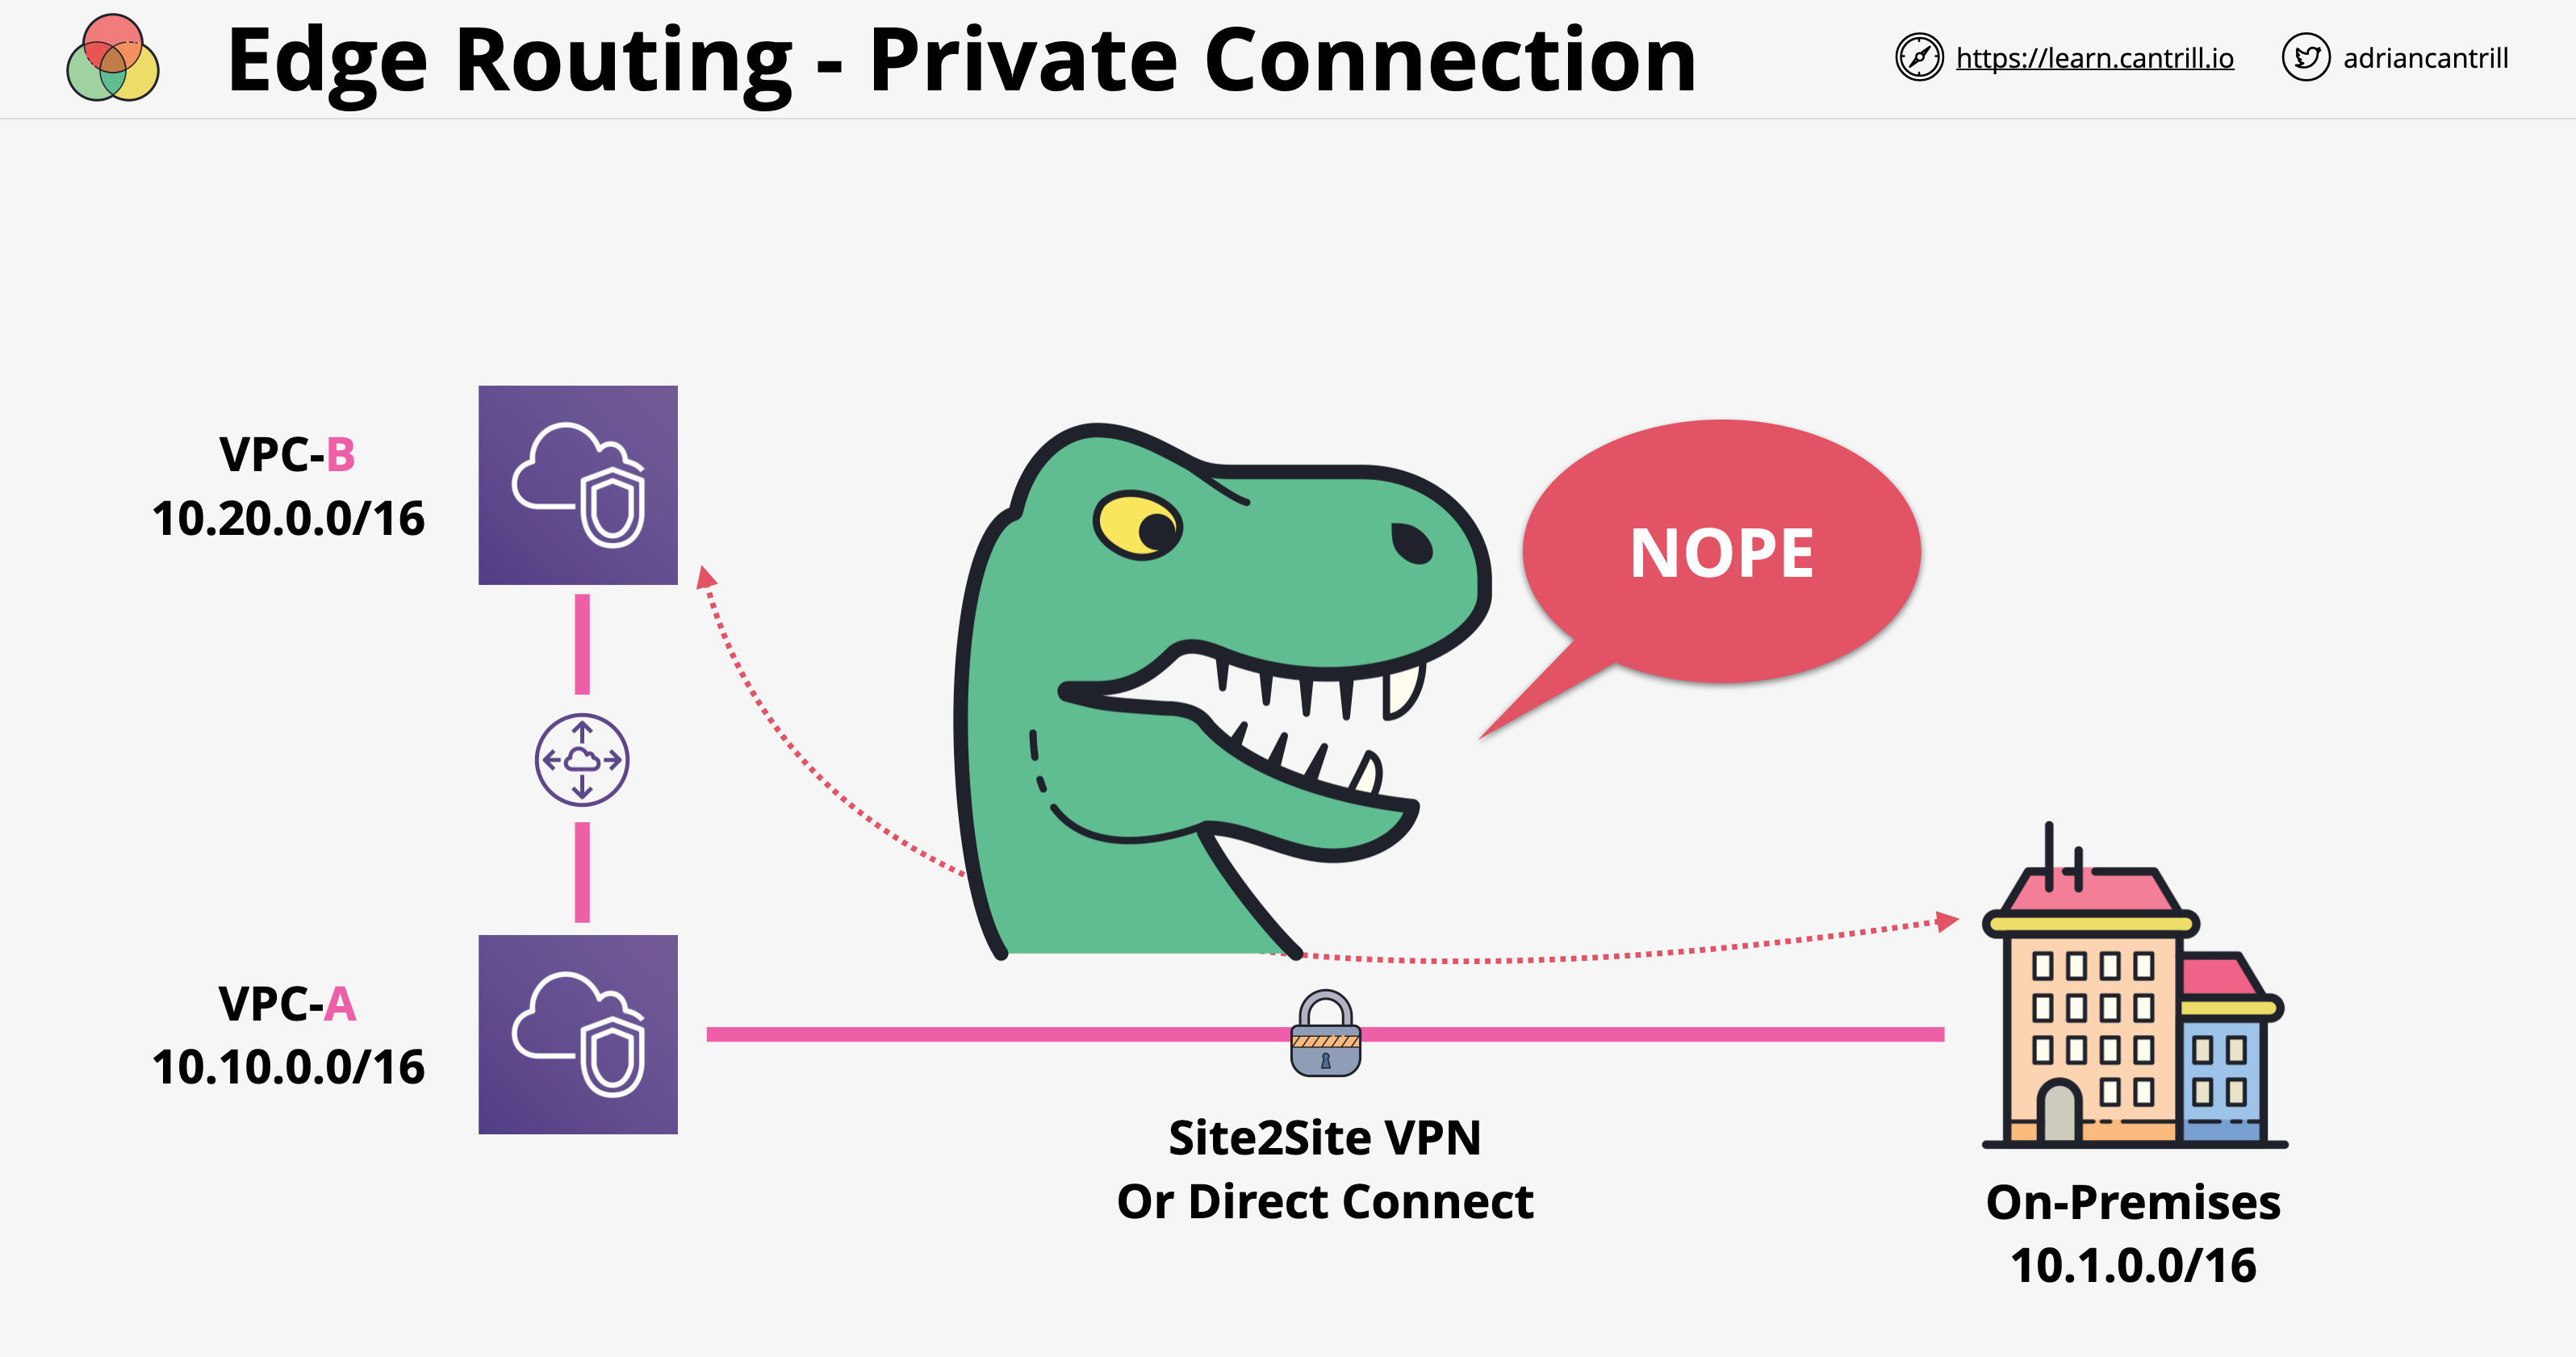 Edge Routing - Private Connection
https://learn.cantrill.io
adriancantrill
VPC-B
10.20.0.0/16
NOPE
VPC-A
10.10.0.0/16
Site2Site VPN
Or Direct Connect
On-Premises
10.1.0.0/16